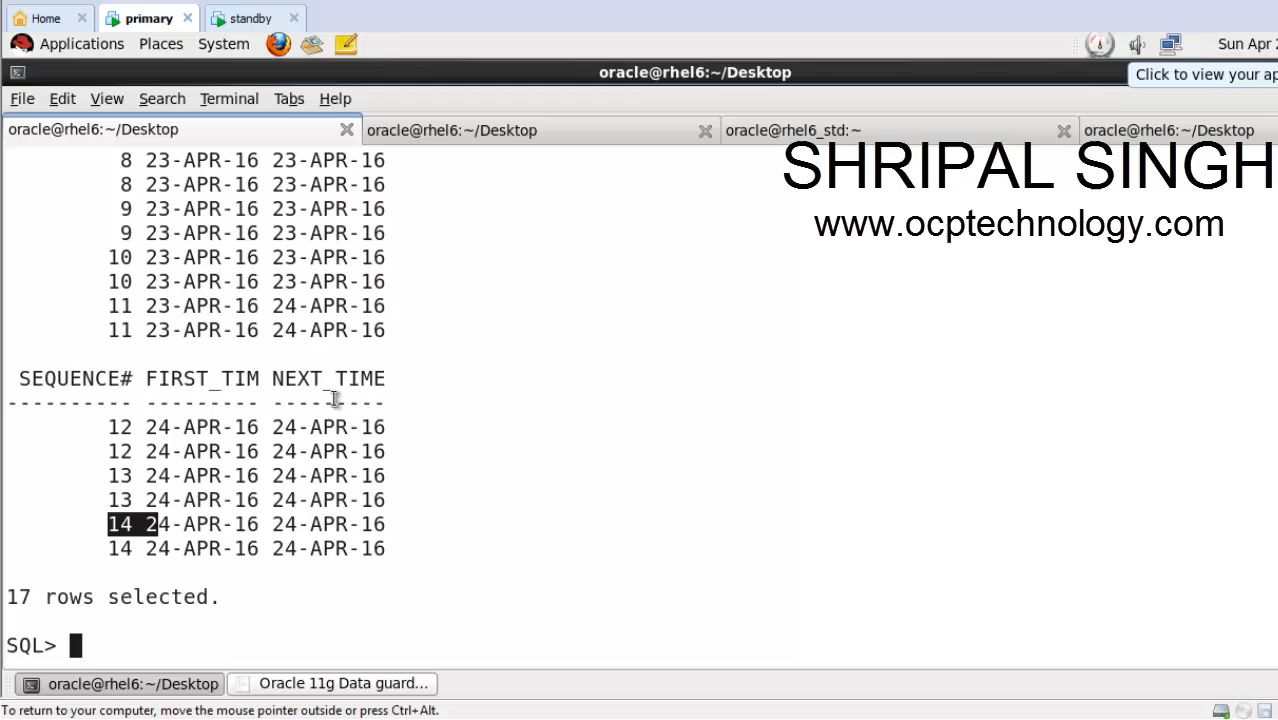 Home primary standby
Applications Places System Sun Apr 2
oracle@rhel6:~/Desktop
Click to view your ap
File Edit View Search Terminal Tabs Help
oracle@rhel6:~/Desktop oracle@rhel6:~/Desktop oracle@rhel6_std:~ oracle@rhel6:~/Desktop
SHRIPAL SINGH
www.ocptechnology.com
8 23-APR-16 23-APR-16
8 23-APR-16 23-APR-16
9 23-APR-16 23-APR-16
9 23-APR-16 23-APR-16
10 23-APR-16 23-APR-16
10 23-APR-16 23-APR-16
11 23-APR-16 24-APR-16
11 23-APR-16 24-APR-16
SEQUENCE# FIRST_TIM NEXT_TIME
---------- --------- ---------
12 24-APR-16 24-APR-16
12 24-APR-16 24-APR-16
13 24-APR-16 24-APR-16
13 24-APR-16 24-APR-16
14 24-APR-16 24-APR-16
14 24-APR-16 24-APR-16
17 rows selected.
SQL>
oracle@rhel6:~/Desktop Oracle 11g Data guard...
To return to your computer, move the mouse pointer outside or press Ctrl+Alt.